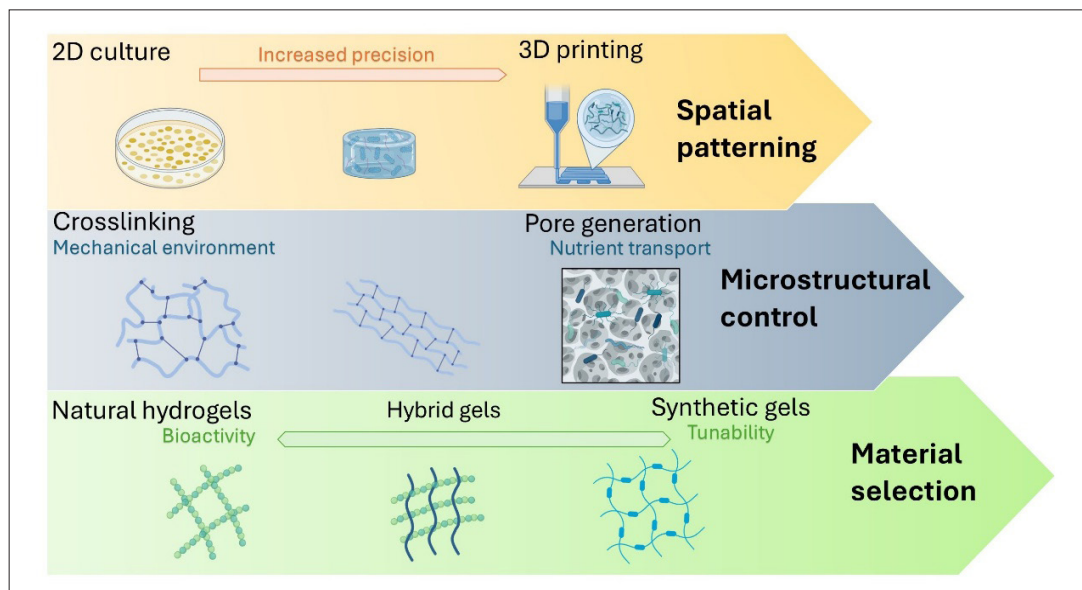 2D culture
Increased precision
3D printing
Spatial
patterning
Crosslinking
Mechanical environment
Pore generation
Nutrient transport
Microstructural
control
Natural hydrogels
Bioactivity
Hybrid gels
Synthetic gels
Tunability
Material
selection